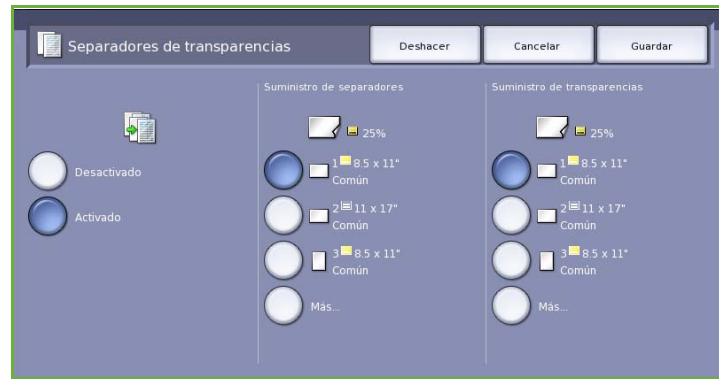 Separadores de transparencias
Deshacer
Cancelar
Guardar
Desactivado
Activado
Suministro de separadores
25%
1 8.5 x 11"
Común
2 11 x 17"
Común
3 8.5 x 11"
Común
Más...
Suministro de transparencias
25%
1 8.5 x 11"
Común
2 11 x 17"
Común
3 8.5 x 11"
Común
Más...